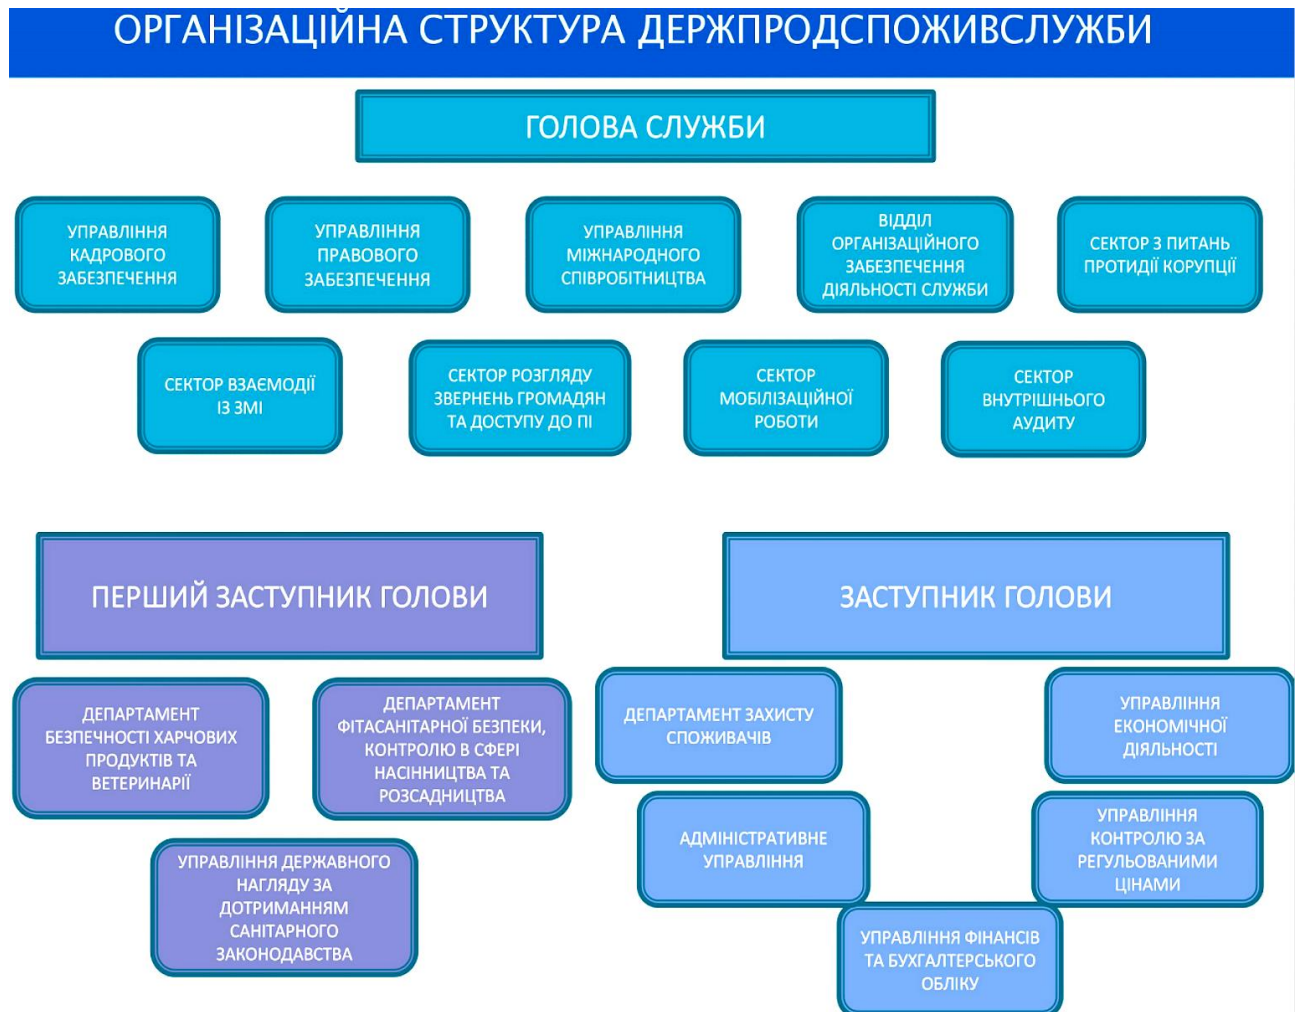 ОРГАНІЗАЦІЙНА СТРУКТУРА ДЕРЖПРОДСПОЖИВСЛУЖБИ
ГОЛОВА СЛУЖБИ
УПРАВЛІННЯ
КАДРОВОГО
ЗАБЕЗПЕЧЕННЯ
УПРАВЛІННЯ
ПРАВОВОГО
ЗАБЕЗПЕЧЕННЯ
УПРАВЛІННЯ
МІЖНАРОДНОГО
СПІВРОБІТНИЦТВА
ВІДДІЛ
ОРГАНІЗАЦІЙНОГО
ЗАБЕЗПЕЧЕННЯ
ДІЯЛЬНОСТІ СЛУЖБИ
СЕКТОР З ПИТАНЬ
ПРОТИДІЇ КОРУПЦІЇ
СЕКТОР ВЗАЄМОДІЇ
ІЗ ЗМІ
СЕКТОР РОЗГЛЯДУ
ЗВЕРНЕНЬ ГРОМАДЯН
ТА ДОСТУПУ ДО ПІ
СЕКТОР
МОБІЛІЗАЦІЙНОЇ
РОБОТИ
СЕКТОР
ВНУТРІШНЬОГО
АУДИТУ
ПЕРШИЙ ЗАСТУПНИК ГОЛОВИ
ДЕПАРТАМЕНТ
БЕЗПЕЧНОСТІ ХАРЧОВИХ
ПРОДУКТІВ ТА
ВЕТЕРИНАРІЇ
ДЕПАРТАМЕНТ
ФІТАСАНІТАРНОЇ БЕЗПЕКИ,
КОНТРОЛЮ В СФЕРІ
НАСІННИЦТВА ТА
РОЗСАДНИЦТВА
УПРАВЛІННЯ ДЕРЖАВНОГО
НАГЛЯДУ ЗА
ДОТРИМАННЯМ
САНІТАРНОГО
ЗАКОНОДАВСТВА
ЗАСТУПНИК ГОЛОВИ
ДЕПАРТАМЕНТ ЗАХИСТУ
СПОЖИВАЧІВ
УПРАВЛІННЯ
ЕКОНОМІЧНОЇ
ДІЯЛЬНОСТІ
АДМІНІСТРАТИВНЕ
УПРАВЛІННЯ
УПРАВЛІННЯ
КОНТРОЛЮ ЗА
РЕГУЛЬОВАНИМИ
ЦІНАМИ
УПРАВЛІННЯ ФІНАНСІВ
ТА БУХГАЛТЕРСЬКОГО
ОБЛІКУ